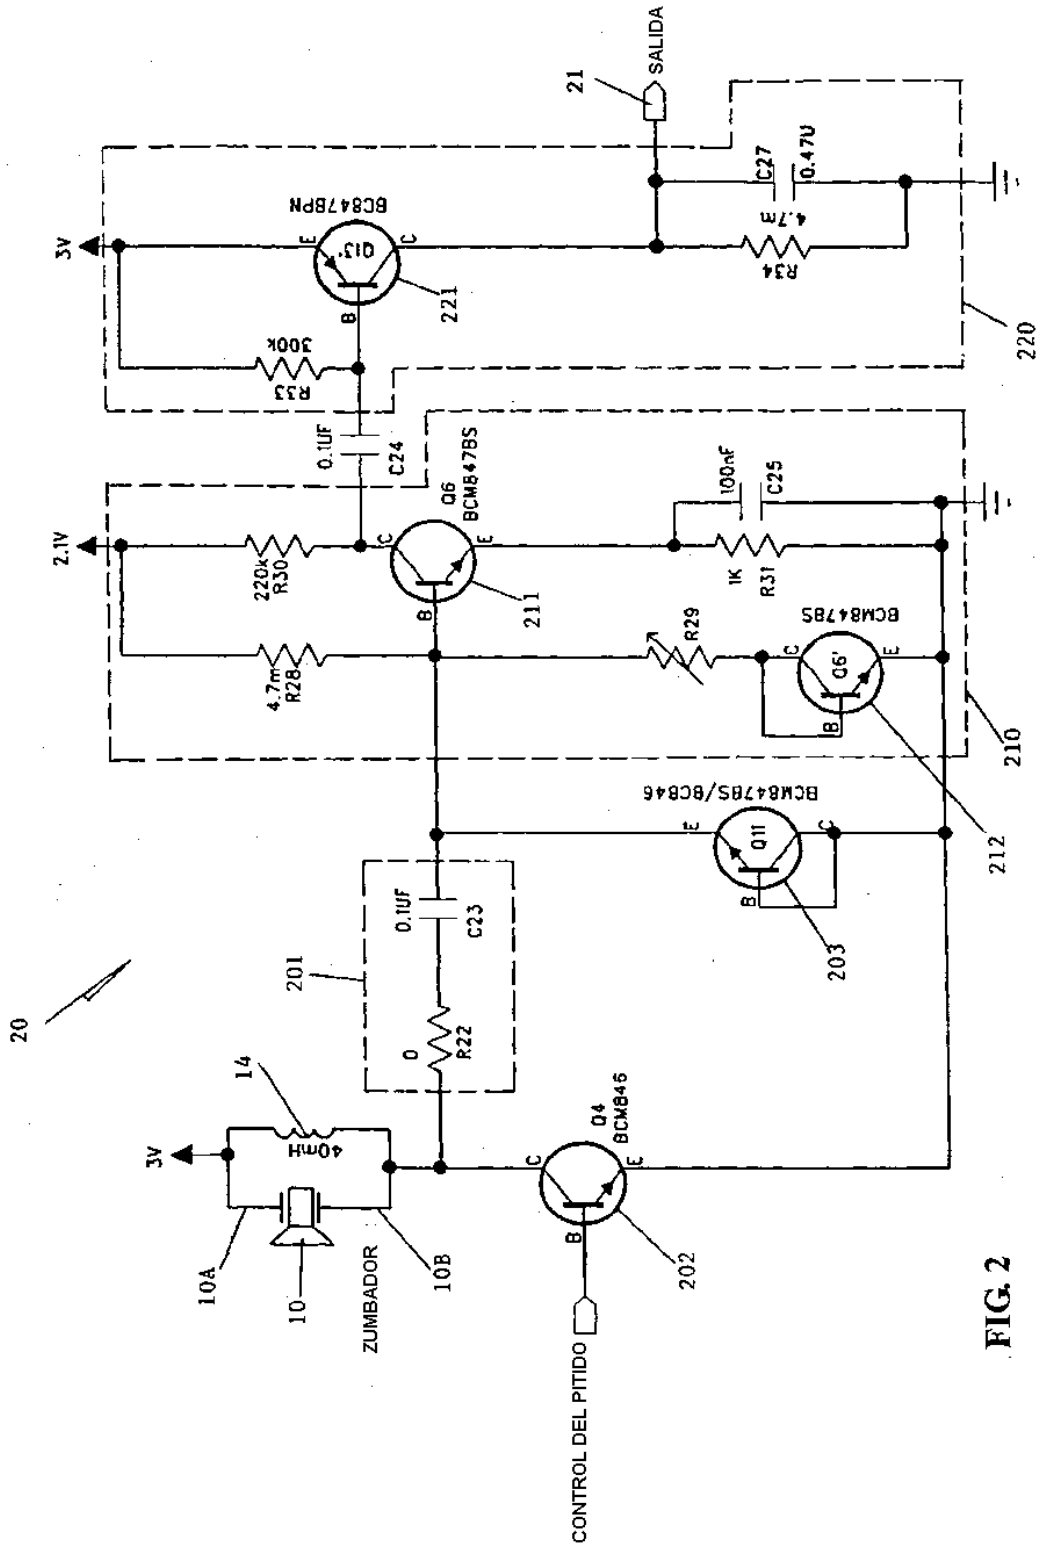 20
3V
10A
10
10B
ZUMBADOR
14
40mH
CONTROL DEL PITIDO
B
C
E
Q4
BCM846
202
201
0
R22
0.1UF
C23
BCM847BS/BC846
E
Q11
C
B
203
2.1V
4.7m
R28
220k
R30
C
B
E
Q6
BCM847BS
211
R29
1K
R31
100nF
C25
BCM847BS
C
Q6'
E
B
212
210
0.1UF
C24
3V
300k
R33
BC847BPN
E
Q13'
C
B
221
21
SALIDA
C27
0.47U
4.7m
R34
220
FIG. 2